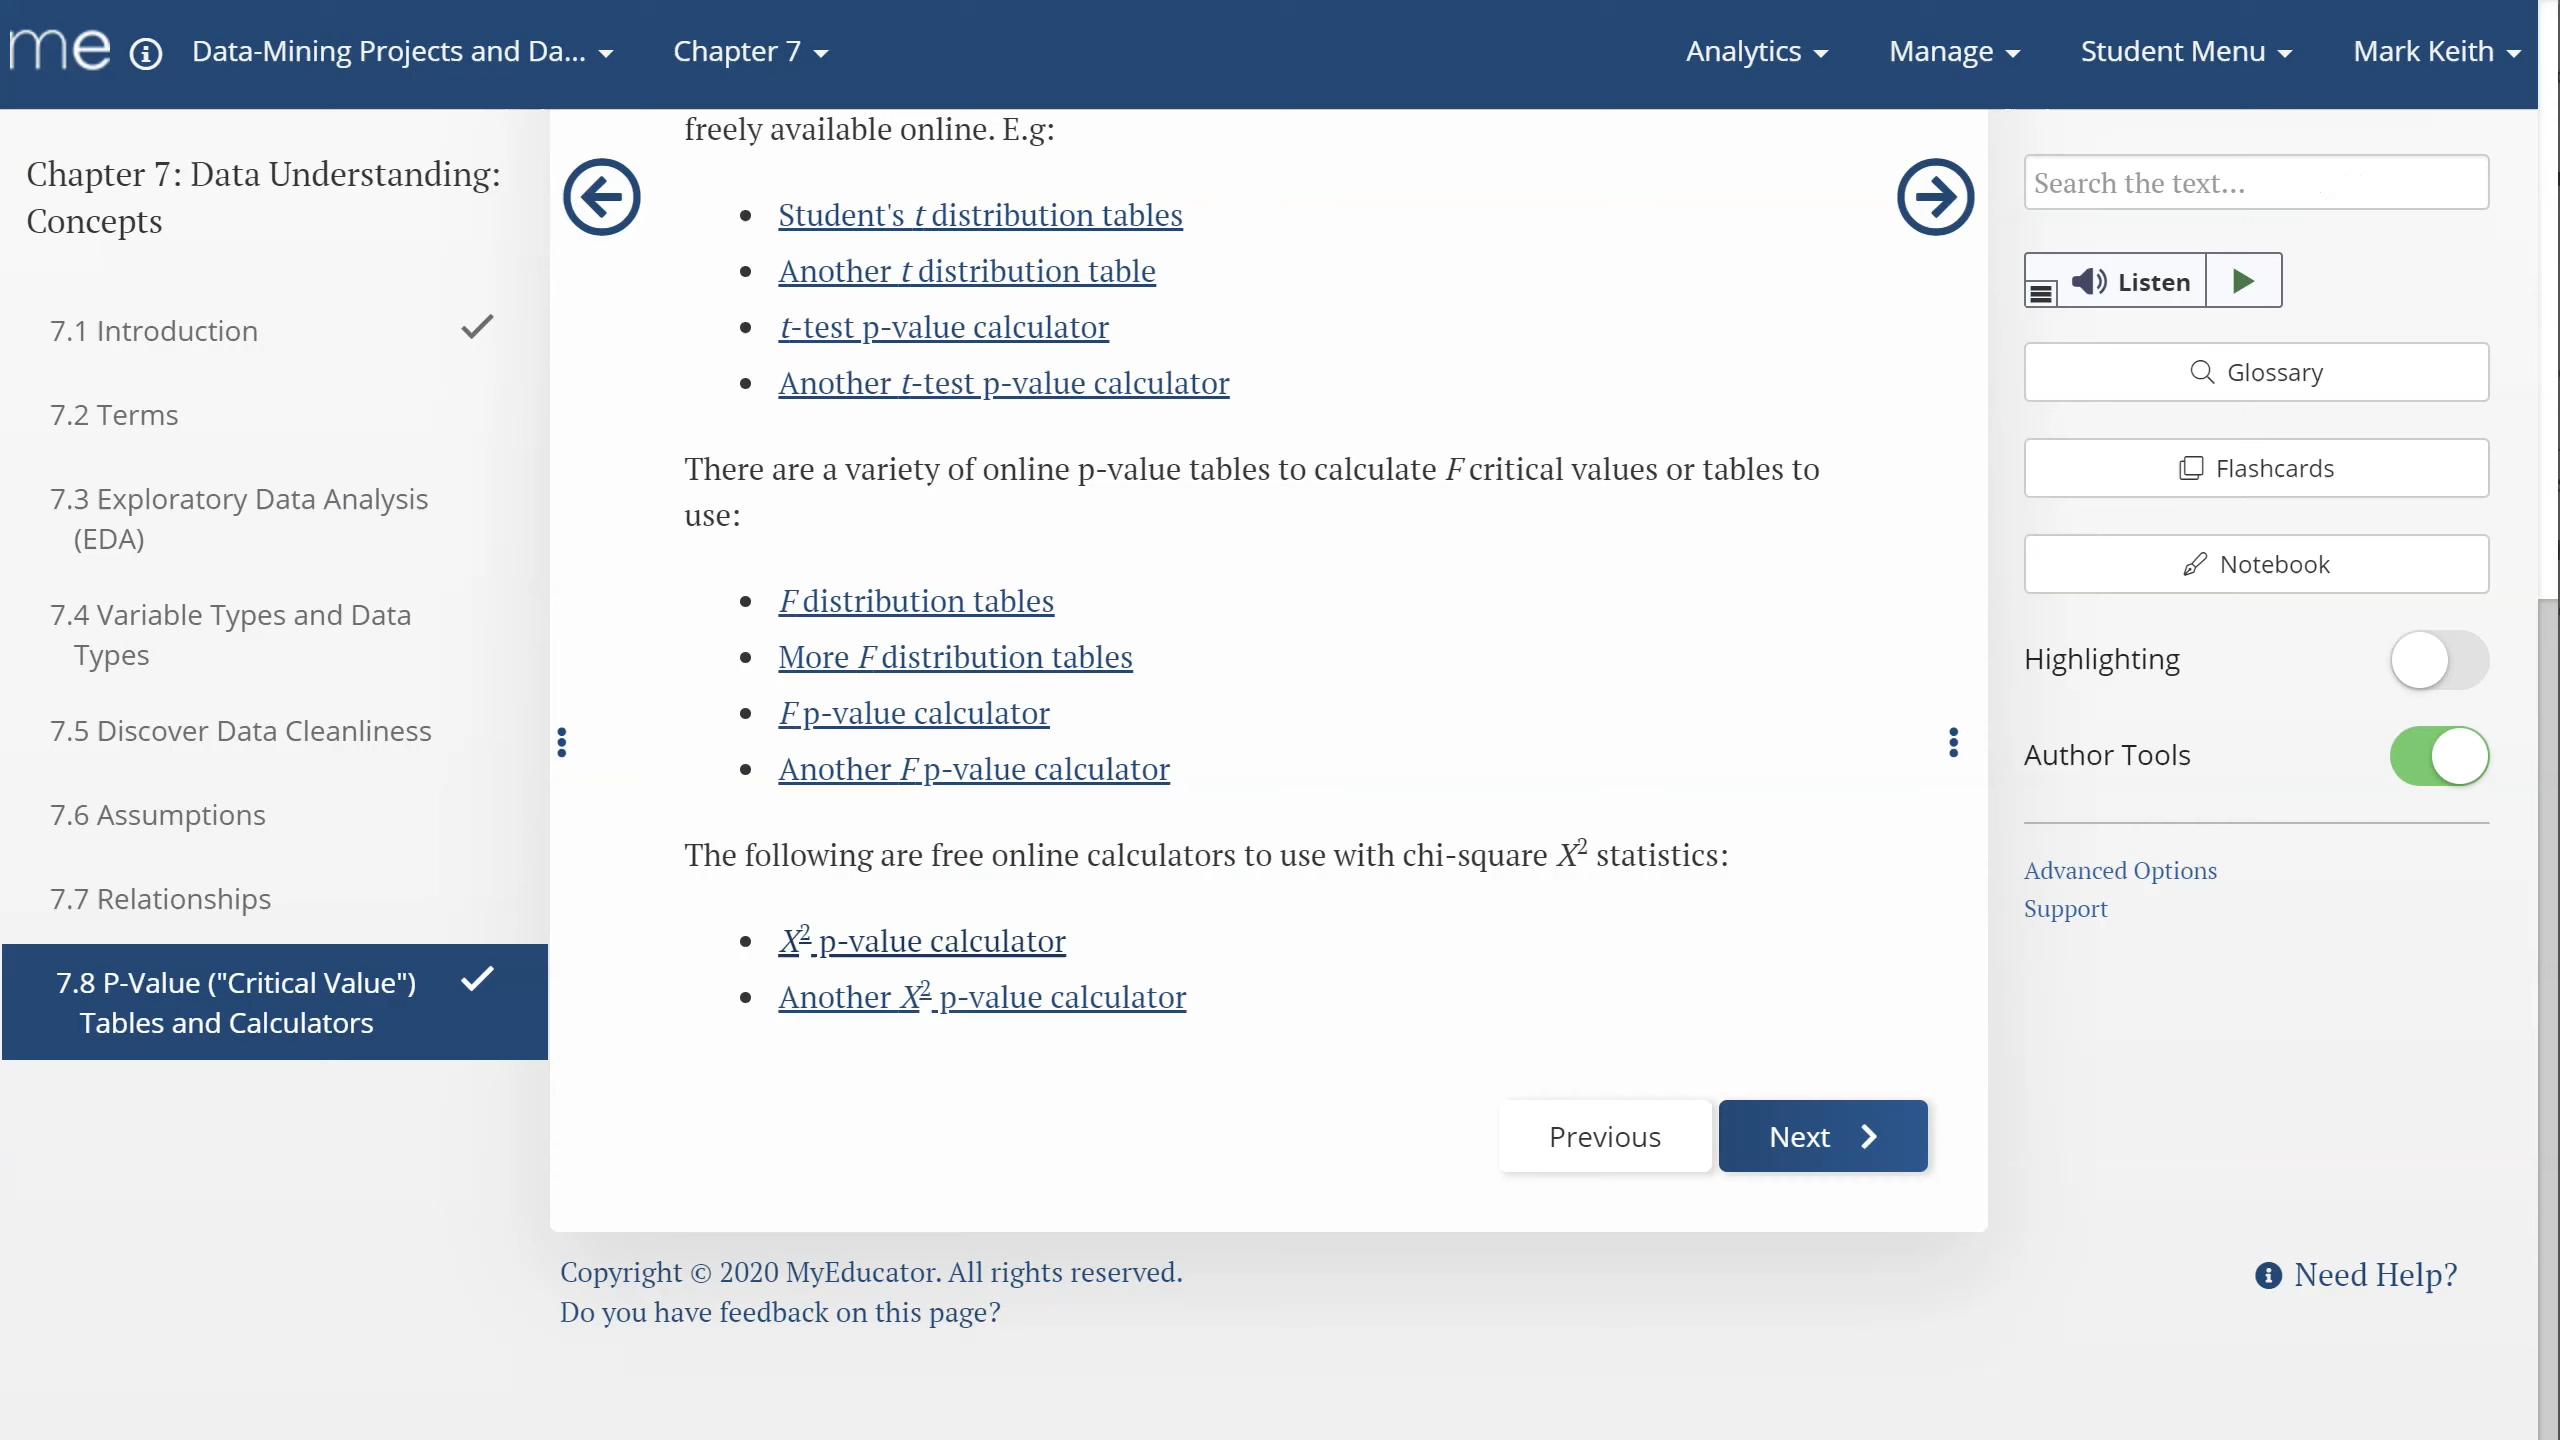 me Data-Mining Projects and Da... Chapter 7 Analytics Manage Student Menu Mark Keith
Chapter 7: Data Understanding:
Concepts
7.1 Introduction
7.2 Terms
7.3 Exploratory Data Analysis
(EDA)
7.4 Variable Types and Data
Types
7.5 Discover Data Cleanliness
7.6 Assumptions
7.7 Relationships
7.8 P-Value ("Critical Value")
Tables and Calculators
freely available online. E.g:
• Student's t distribution tables
• Another t distribution table
• t-test p-value calculator
• Another t-test p-value calculator
There are a variety of online p-value tables to calculate F critical values or tables to
use:
• F distribution tables
• More F distribution tables
• F p-value calculator
• Another F p-value calculator
The following are free online calculators to use with chi-square X² statistics:
• X² p-value calculator
• Another X² p-value calculator
Previous
Next
Search the text...
Listen
Glossary
Flashcards
Notebook
Highlighting
Author Tools
Advanced Options
Support
Copyright © 2020 MyEducator. All rights reserved.
Do you have feedback on this page?
Need Help?